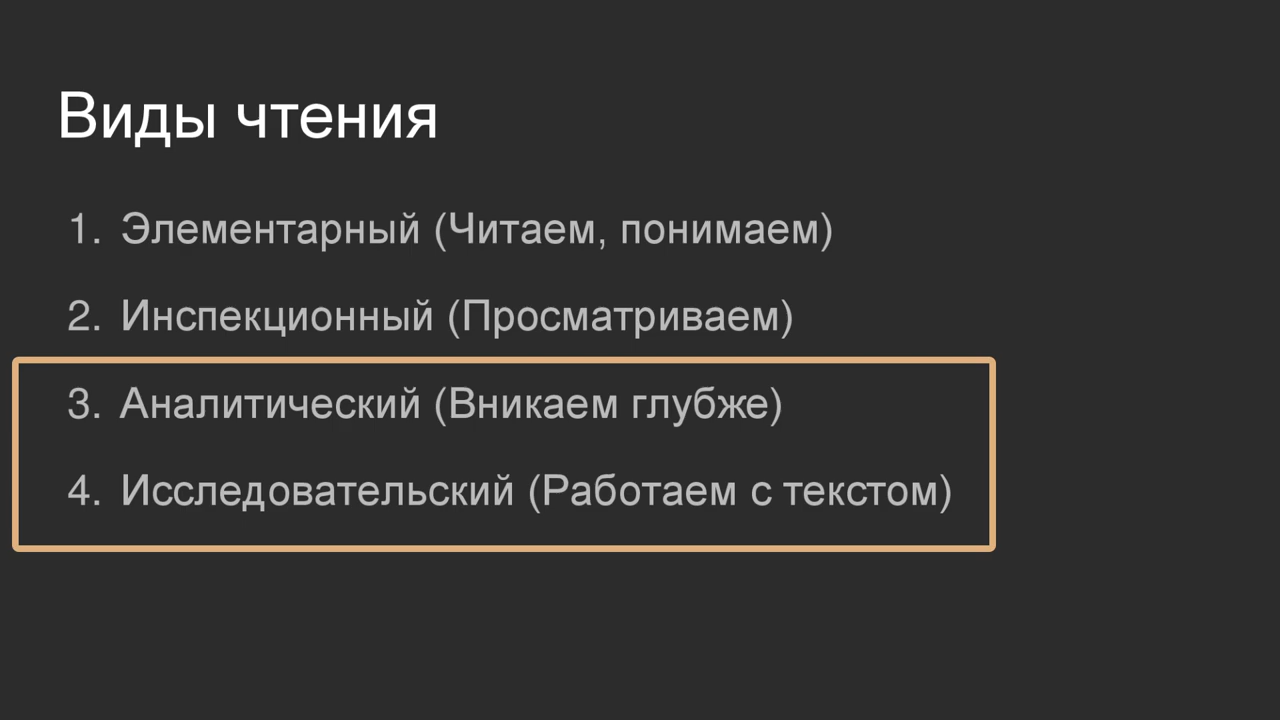 Виды чтения
1. Элементарный (Читаем, понимаем)
2. Инспекционный (Просматриваем)
3. Аналитический (Вникаем глубже)
4. Исследовательский (Работаем с текстом)